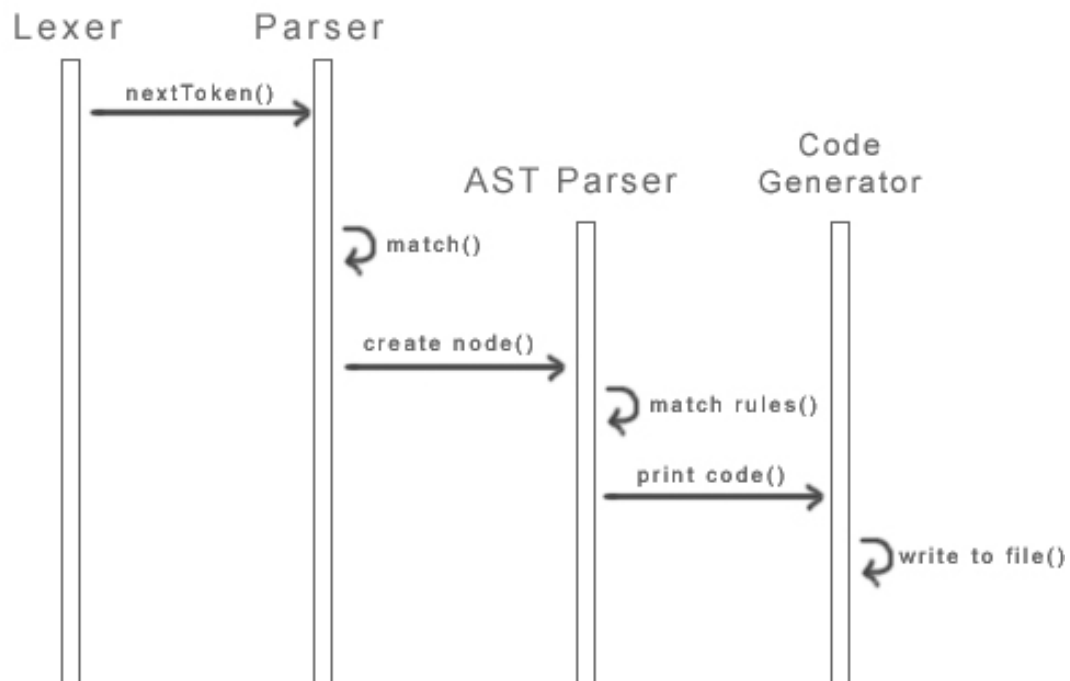 Lexer
Parser
nextToken()
Code
Generator
AST Parser
match()
create node()
match rules()
print code()
write to file()